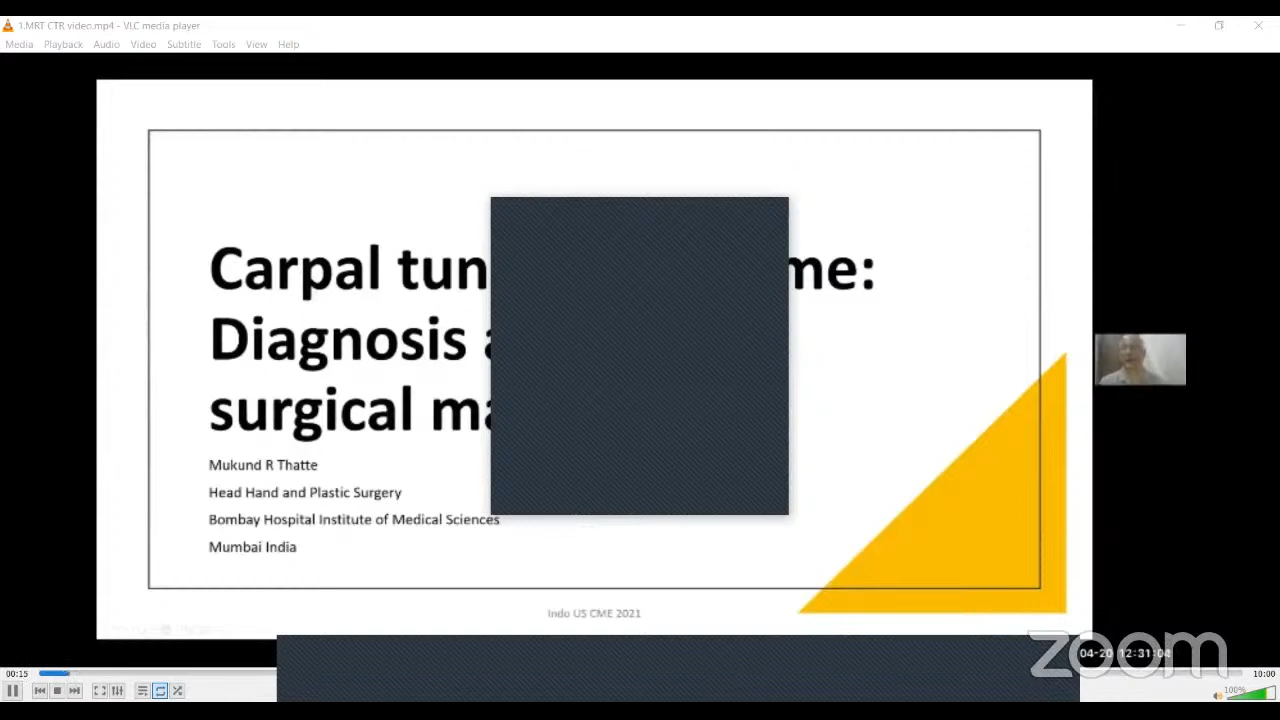 1.MRT CTR video.mp4 - VLC media player
Media Playback Audio Video Subtitle Tools View Help
Carpal tun me:
Diagnosis
surgical ma
Mukund R Thatte
Head Hand and Plastic Surgery
Bombay Hospital Institute of Medical Sciences
Mumbai India
Indo US CME 2021
04-20 12:31:04
zoom
00:15
10:00
100%